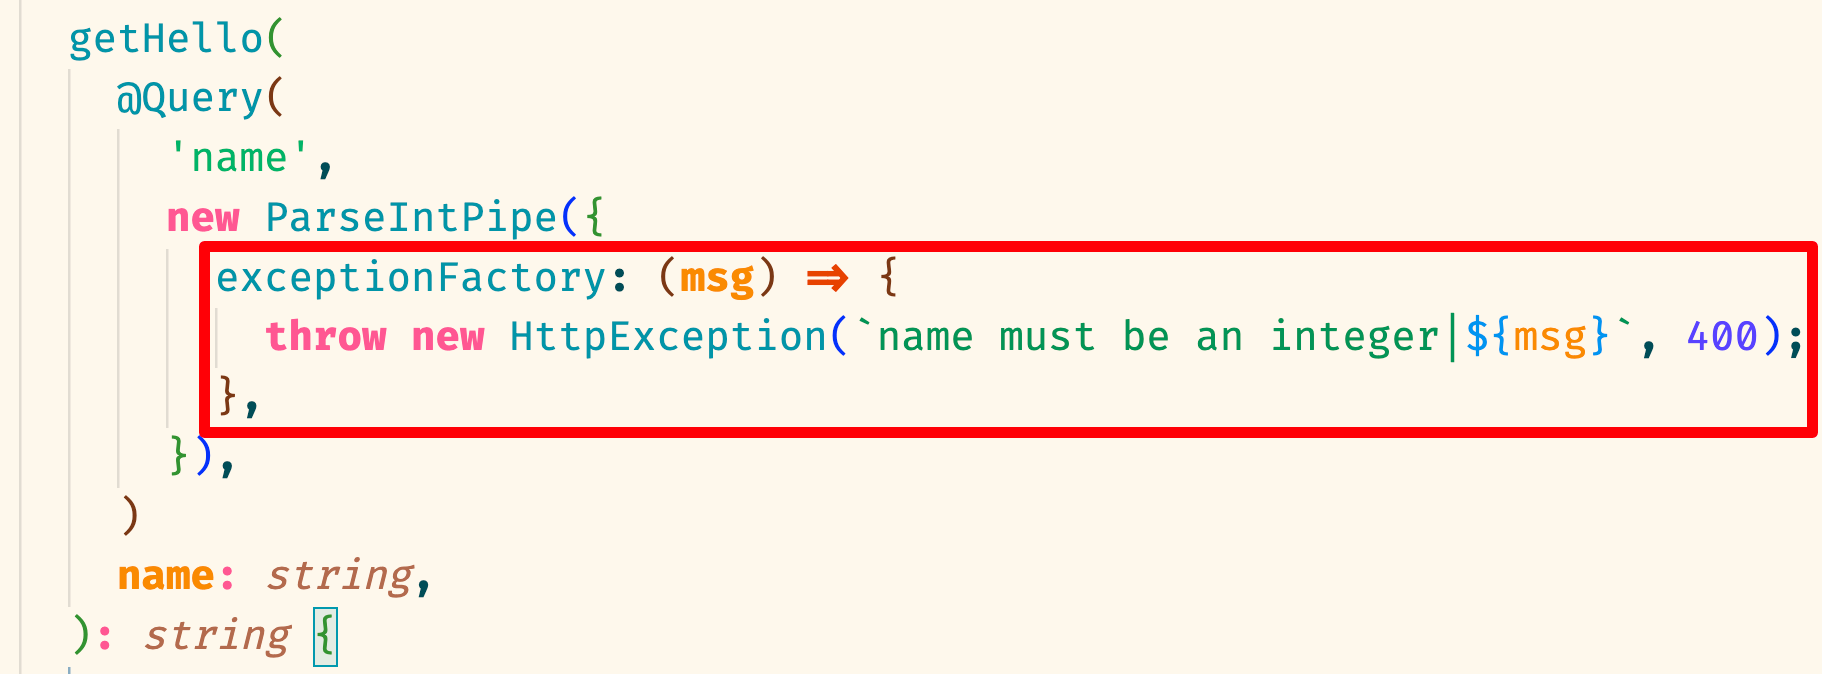 getHello(
@Query(
'name',
new ParseIntPipe({
exceptionFactory: (msg) => {
throw new HttpException(`name must be an integer|${msg}`, 400);
},
}),
)
name: string,
): string {